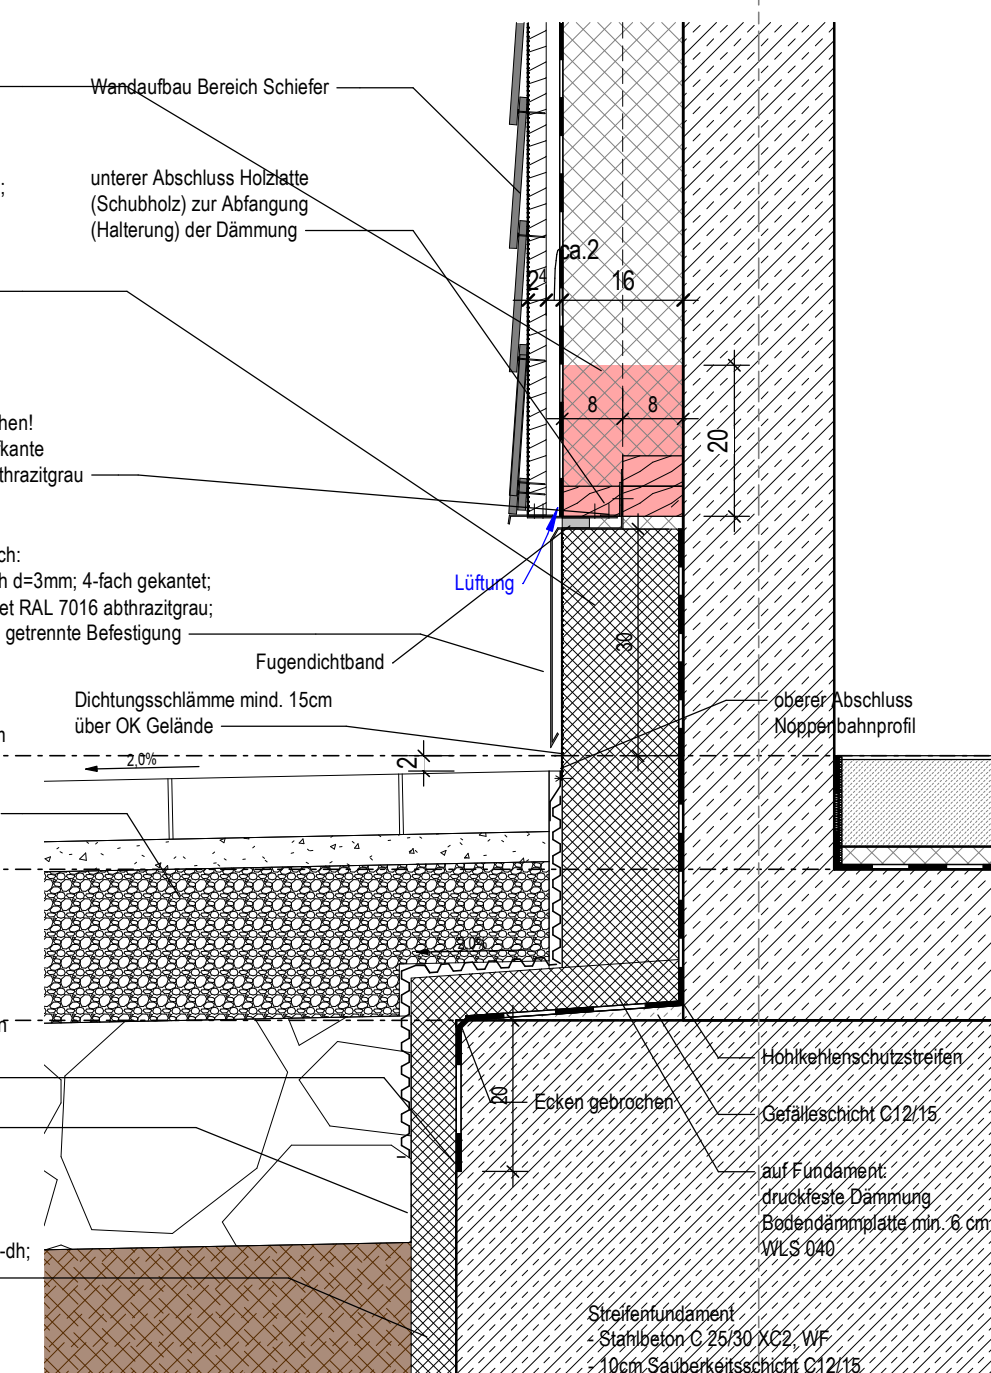 Wandaufbau Bereich Schiefer
unterer Abschluss Holzlatte
(Schubholz) zur Abfangung
(Halterung) der Dämmung
;
ca.2
2⁴
16
8
8
20
hen!
kante
thrazitgrau
ch:
h d=3mm; 4-fach gekantet;
et RAL 7016 abthrazitgrau;
getrennte Befestigung
Lüftung
Fugendichtband
30
Dichtungsschlämme mind. 15cm
über OK Gelände
oberer Abschluss
Noppenbahnprofil
n
2,0%
2
2,0%
n
20
Ecken gebrochen
Hohlkehlenschutzstreifen
Gefälleschicht C12/15
auf Fundament:
druckfeste Dämmung
Bodendämmplatte min. 6 cm
WLS 040
-dh;
Streifenfundament
- Stahlbeton C 25/30 XC2, WF
- 10cm Sauberkeitsschicht C12/15